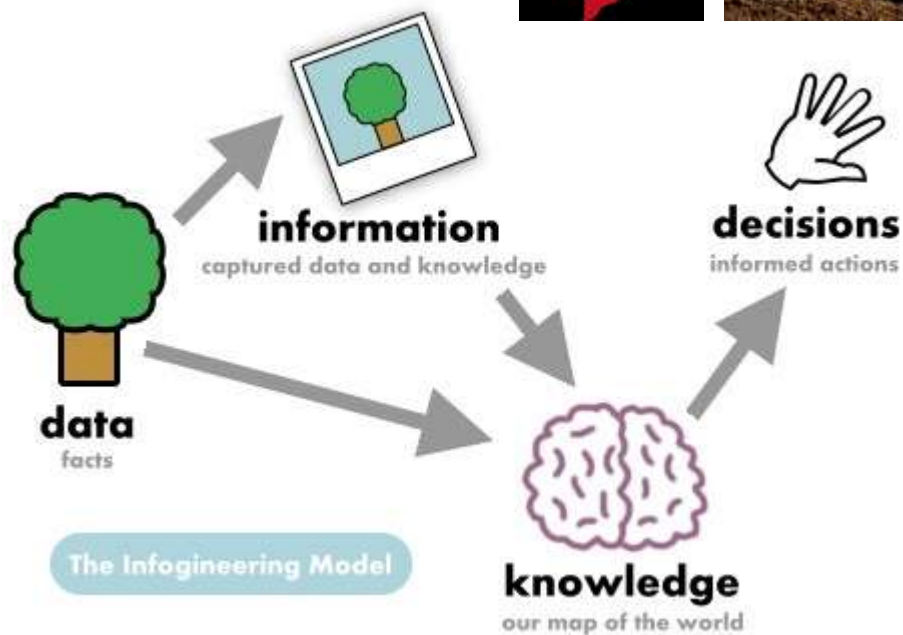 information
captured data and knowledge
decisions
informed actions
data
facts
The Infogineering Model
knowledge
our map of the world